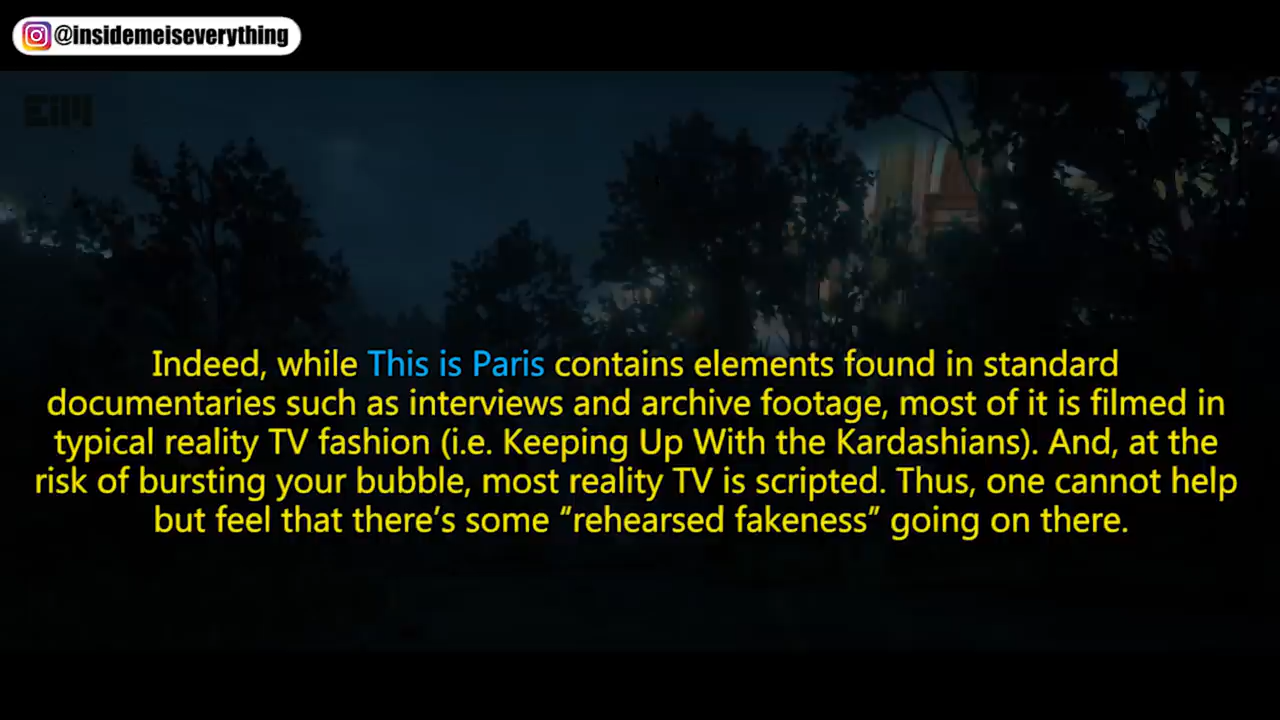 @insidemeiseverything
EIM
Indeed, while This is Paris contains elements found in standard
documentaries such as interviews and archive footage, most of it is filmed in
typical reality TV fashion (i.e. Keeping Up With the Kardashians). And, at the
risk of bursting your bubble, most reality TV is scripted. Thus, one cannot help
but feel that there’s some “rehearsed fakeness” going on there.